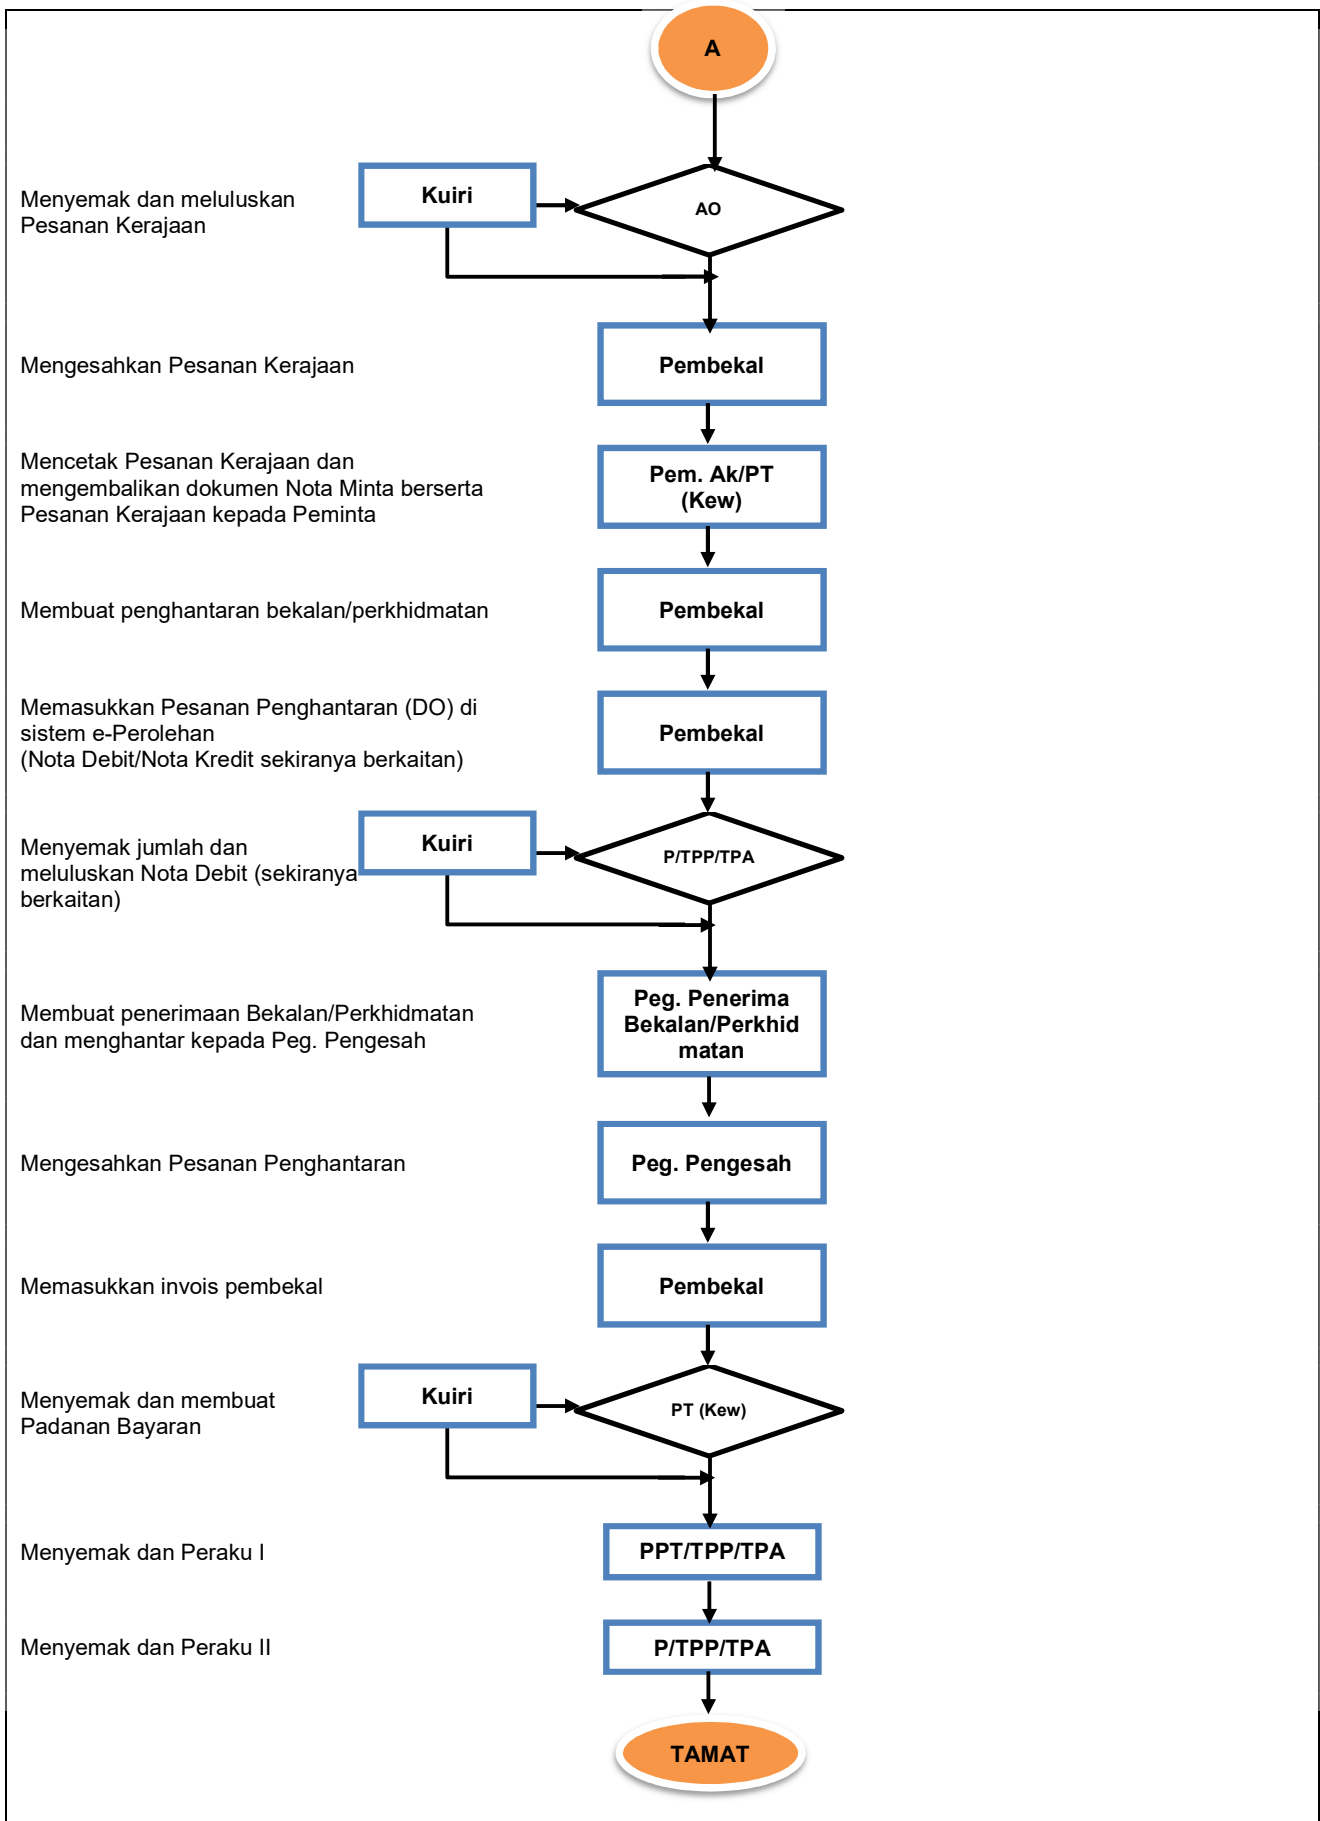 A
Menyemak dan meluluskan
Pesanan Kerajaan
Kuiri
AO
Mengesahkan Pesanan Kerajaan
Pembekal
Mencetak Pesanan Kerajaan dan
mengembalikan dokumen Nota Minta berserta
Pesanan Kerajaan kepada Peminta
Pem. Ak/PT
(Kew)
Membuat penghantaran bekalan/perkhidmatan
Pembekal
Memasukkan Pesanan Penghantaran (DO) di
sistem e-Perolehan
(Nota Debit/Nota Kredit sekiranya berkaitan)
Pembekal
Menyemak jumlah dan
meluluskan Nota Debit (sekiranya
berkaitan)
Kuiri
P/TPP/TPA
Membuat penerimaan Bekalan/Perkhidmatan
dan menghantar kepada Peg. Pengesah
Peg. Penerima
Bekalan/Perkhid
matan
Mengesahkan Pesanan Penghantaran
Peg. Pengesah
Memasukkan invois pembekal
Pembekal
Menyemak dan membuat
Padanan Bayaran
Kuiri
PT (Kew)
Menyemak dan Peraku I
PPT/TPP/TPA
Menyemak dan Peraku II
P/TPP/TPA
TAMAT